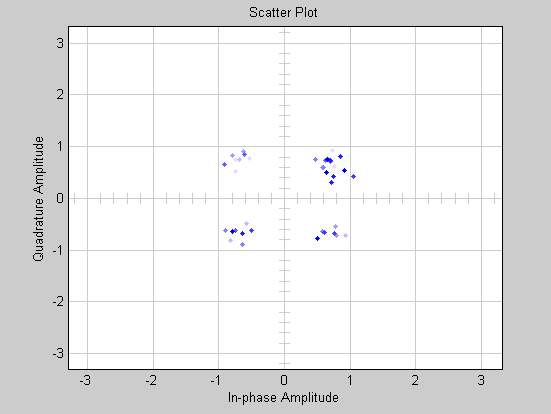 Scatter Plot
Quadrature Amplitude
3
2
1
0
-1
-2
-3
-3 -2 -1 0 1 2 3
In-phase Amplitude